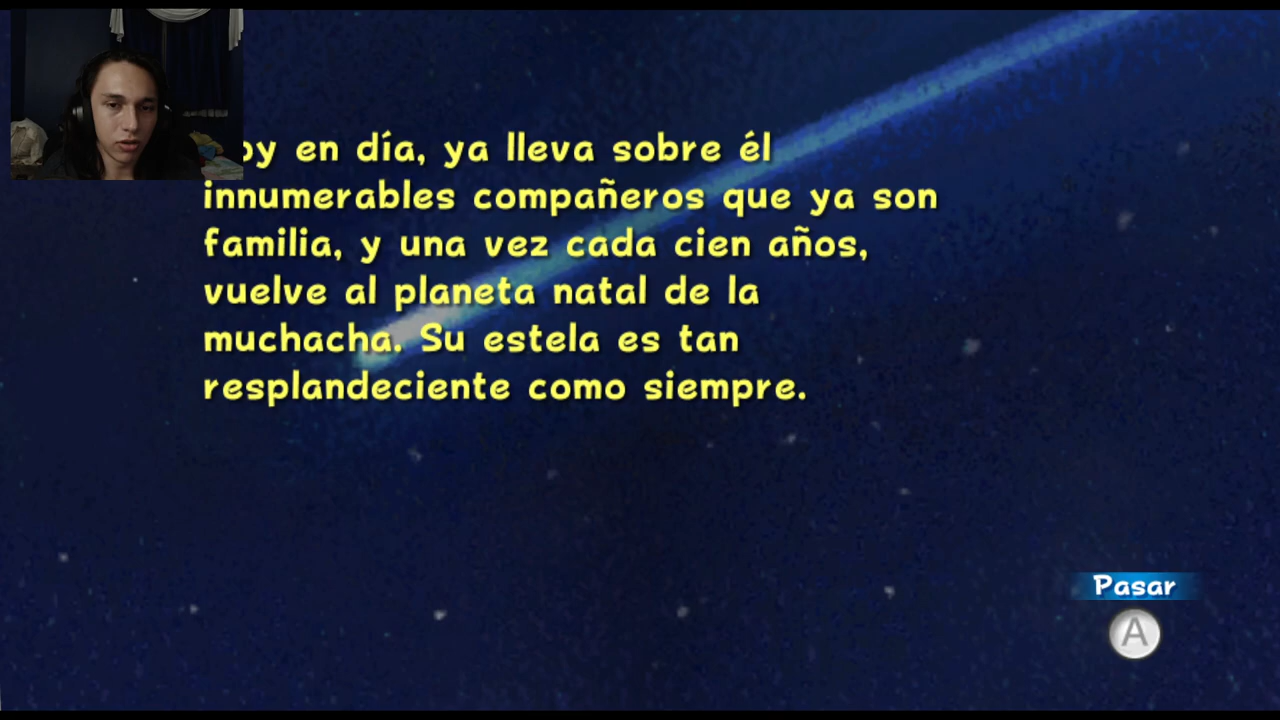 oy en día, ya lleva sobre él
innumerables compañeros que ya son
familia, y una vez cada cien años,
vuelve al planeta natal de la
muchacha. Su estela es tan
resplandeciente como siempre.
Pasar
A